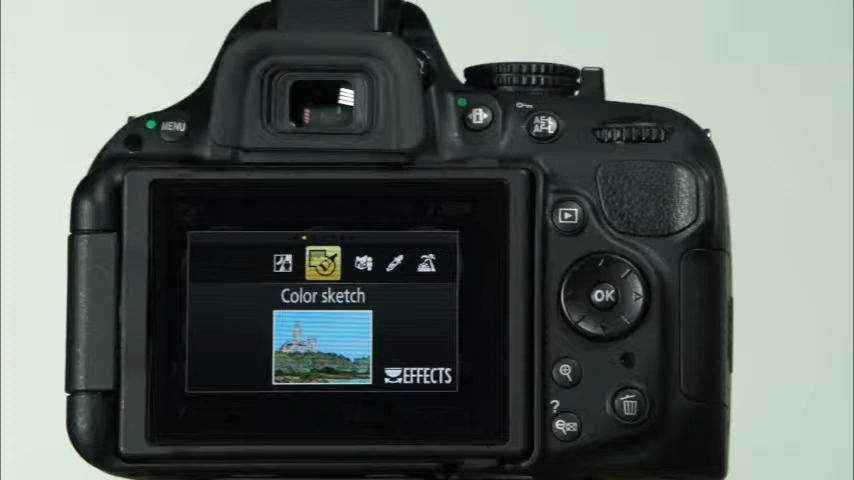 MENU
i
AE-L
AF-L
Color sketch
EFFECTS
OK
?